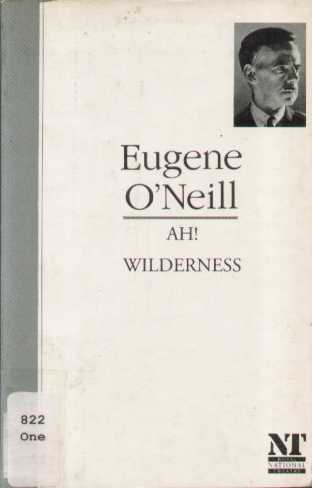 Eugene
O'Neill
AH!
WILDERNESS
822
One
NT
ROYAL
NATIONAL
THEATRE